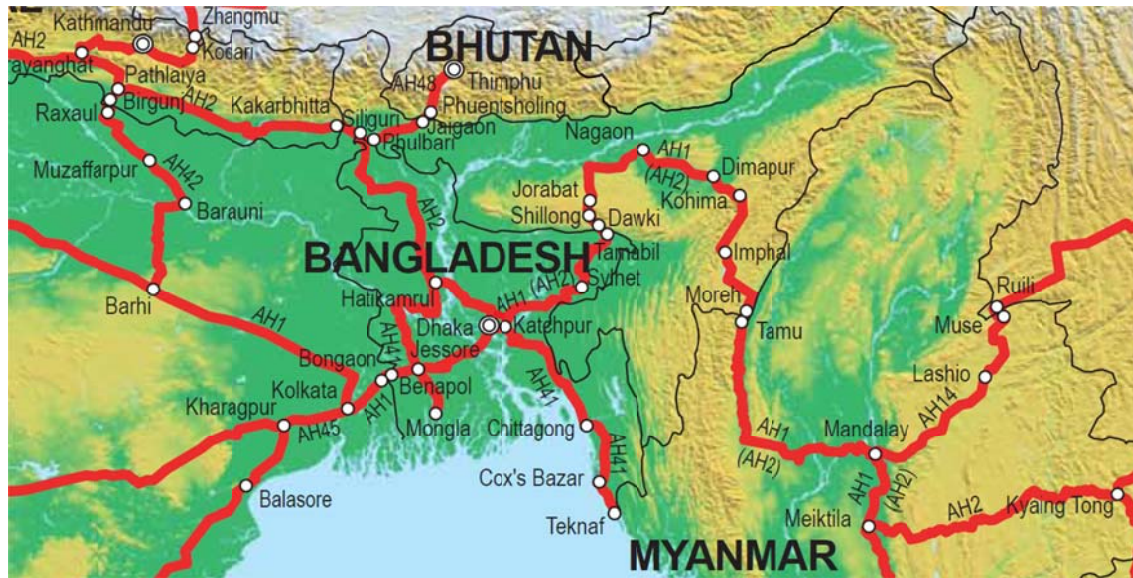 Zhangmu
Kathmandu
AH2
Kodari
ayanghat
Pathlaiya
Birgunj
AH2
Raxaul
Muzaffarpur
AH42
Barauni
Barhi
AH1
Kakarbhitta
Siliguri
Phulbari
BHUTAN
Thimphu
AH48
Phuentsholing
Jaigaon
AH2
BANGLADESH
Nagaon
AH1
(AH2)
Dimapur
Kohima
Jorabat
Shillong
Dawki
Tamabil
Sylhet
AH1 (AH2)
Imphal
Moreh
Tamu
Hatikamrul
Dhaka
Katchpur
Jessore
AH41
Bongaon
Benapol
Kolkata
AH1
Kharagpur
AH45
Mongla
Balasore
AH41
Chittagong
AH41
Cox's Bazar
Teknaf
Ruili
Muse
Lashio
AH14
Mandalay
AH1
(AH2)
AH1
(AH2)
Meiktila
AH2
Kyaing Tong
MYANMAR